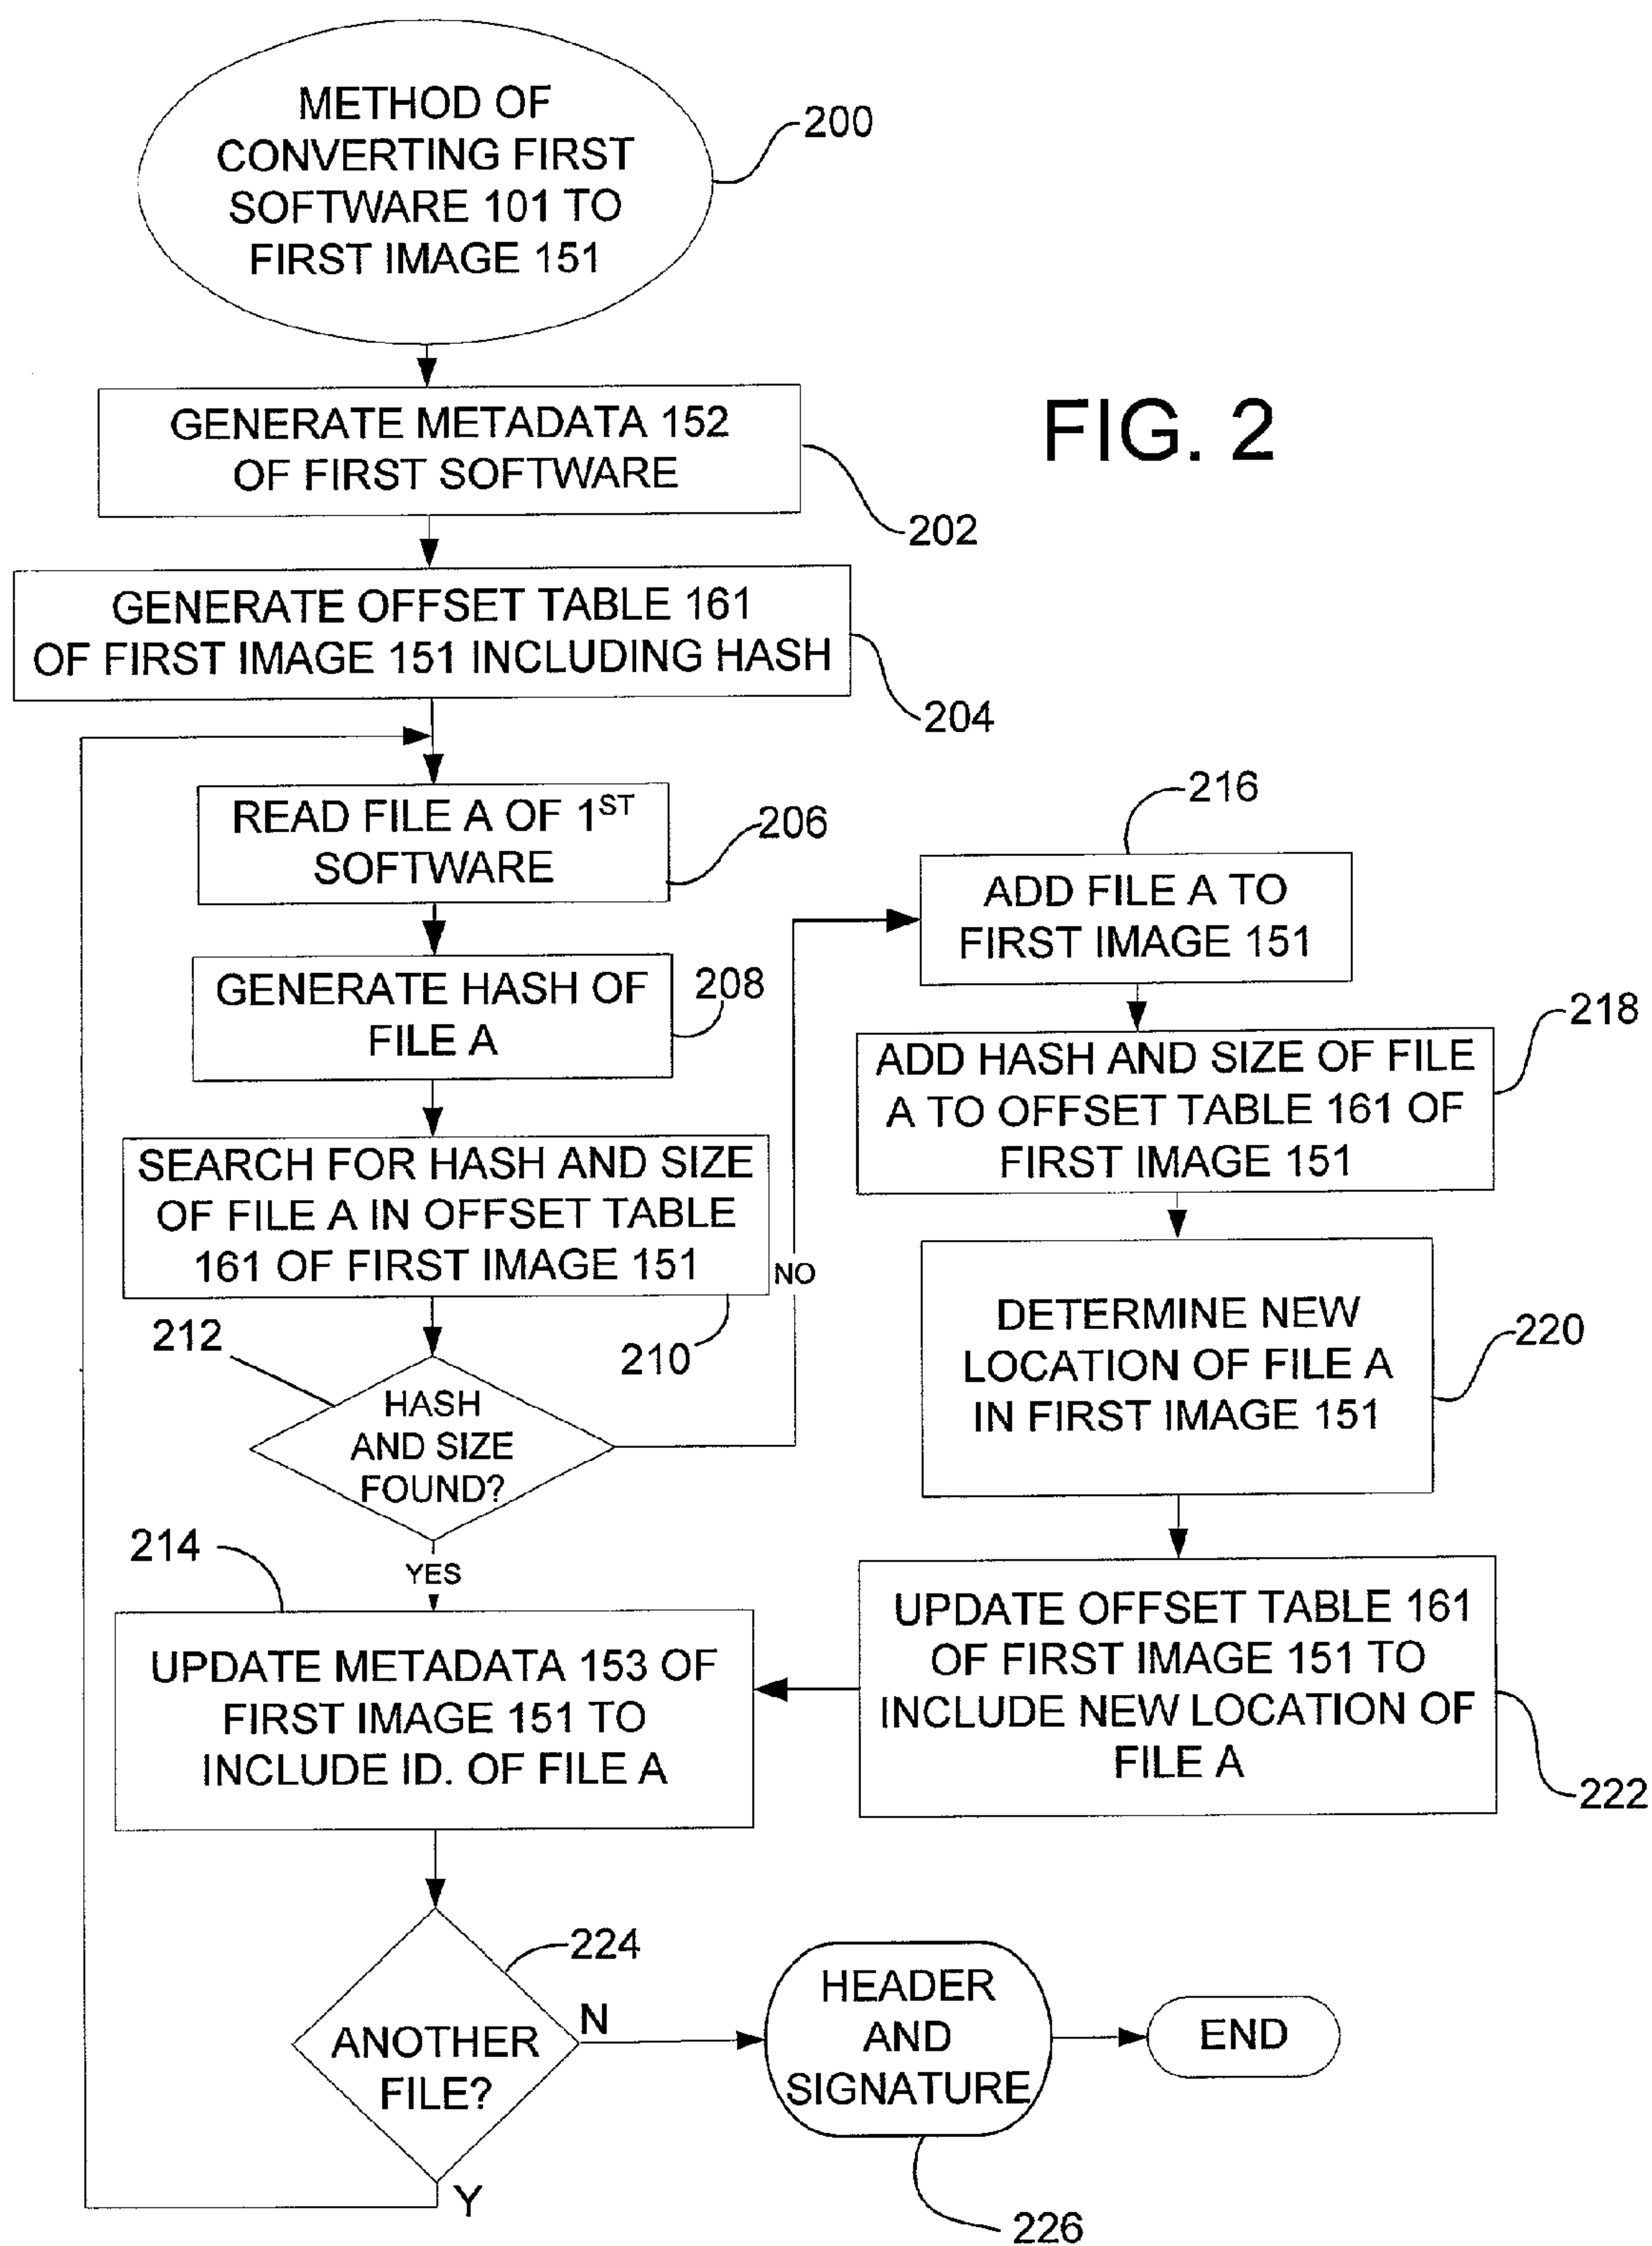 METHOD OF
CONVERTING FIRST
SOFTWARE 101 TO
FIRST IMAGE 151
200
GENERATE METADATA 152
OF FIRST SOFTWARE
202
FIG. 2
GENERATE OFFSET TABLE 161
OF FIRST IMAGE 151 INCLUDING HASH
204
READ FILE A OF 1ST
SOFTWARE
206
GENERATE HASH OF
FILE A
208
SEARCH FOR HASH AND SIZE
OF FILE A IN OFFSET TABLE
161 OF FIRST IMAGE 151
210
212
HASH
AND SIZE
FOUND?
NO
YES
216
ADD FILE A TO
FIRST IMAGE 151
218
ADD HASH AND SIZE OF FILE
A TO OFFSET TABLE 161 OF
FIRST IMAGE 151
DETERMINE NEW
LOCATION OF FILE A
IN FIRST IMAGE 151
220
UPDATE OFFSET TABLE 161
OF FIRST IMAGE 151 TO
INCLUDE NEW LOCATION OF
FILE A
222
214
UPDATE METADATA 153 OF
FIRST IMAGE 151 TO
INCLUDE ID. OF FILE A
224
ANOTHER
FILE?
N
Y
HEADER
AND
SIGNATURE
226
END